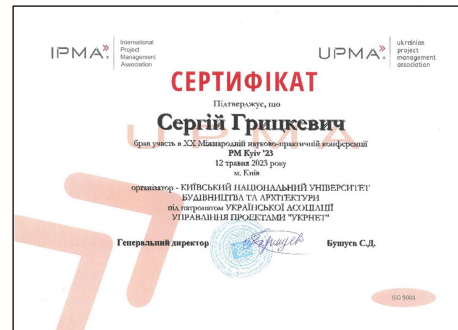 IPMA®
International
Project
Management
Association
UPMA®
ukrainian
project
management
association
СЕРТИФІКАТ
Підтверджує, що
Сергій Грицкевич
UPMA
брав участь в XX Міжнародній науково-практичній конференції
PM Kyiv '23
12 травня 2023 року
м. Київ
організатор - КИЇВСЬКИЙ НАЦІОНАЛЬНИЙ УНІВЕРСИТЕТ
БУДІВНИЦТВА ТА АРХІТЕКТУРИ
під патронатом УКРАЇНСЬКОЇ АСОЦІАЦІЇ
УПРАВЛІННЯ ПРОЕКТАМИ "УКРНЕТ"
Генеральний директор
Бушуєв С.Д.
ISO 9001